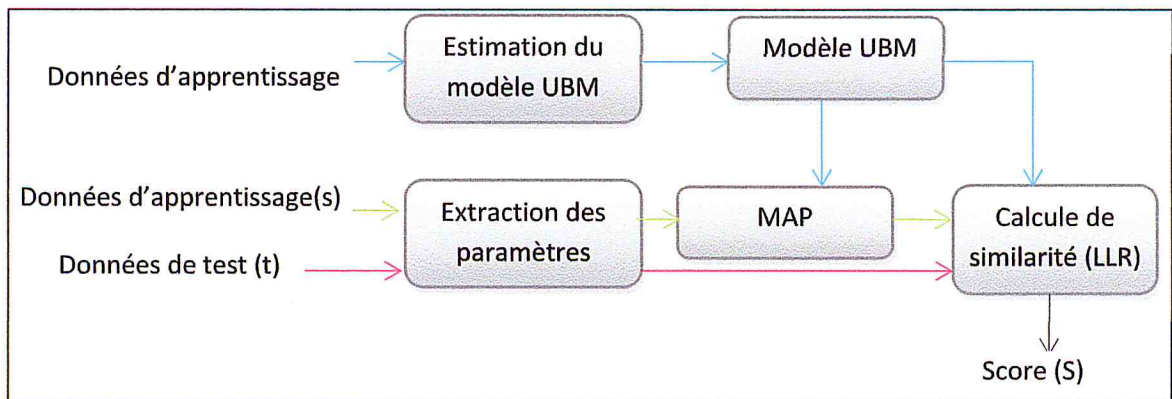 Données d'apprentissage
Estimation du
modèle UBM
Modèle UBM
Données d'apprentissage(s)
Données de test (t)
Extraction des
paramètres
MAP
Calcule de
similarité (LLR)
Score (S)